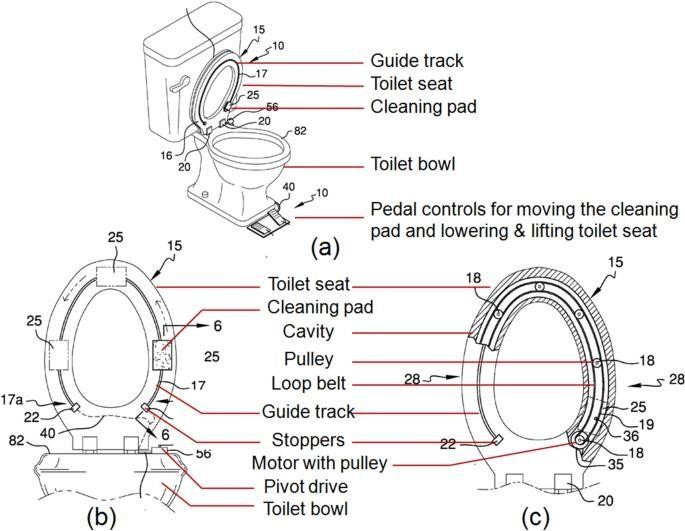 15
10
17
25
56
20
82
16
20
40
10
Guide track
Toilet seat
Cleaning pad
Toilet bowl
Pedal controls for moving the cleaning
pad and lowering & lifting toilet seat
(a)
25
15
25
6
25
17a
22
17
40
6
82
56
(b)
Toilet seat
Cleaning pad
Cavity
Pulley
Loop belt
Guide track
Stoppers
Motor with pulley
Pivot drive
Toilet bowl
18
15
18
28
28
25
19
36
22
18
35
20
(c)